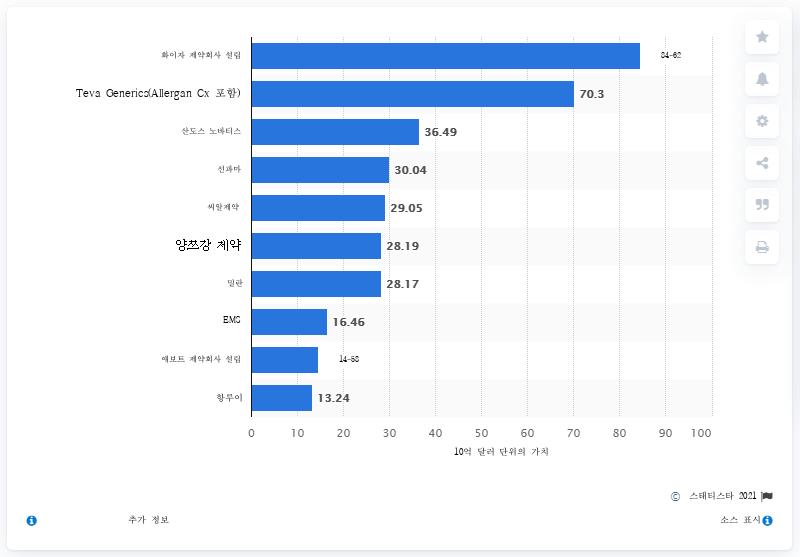 화이자 제약회사 설립
84-62
Teva Generics(Allergan Cx 포함)
70.3
산도스 노바티스
36.49
선파마
30.04
씨알제약
29.05
양쯔강 제약
28.19
밀란
28.17
EMS
16.46
애보트 제약회사 설립
14-58
항루이
13.24
0 10 20 30 40 50 60 70 80 90 100
10억 달러 단위의 가치
© 스태티스타 2021
추가 정보
소스 표시